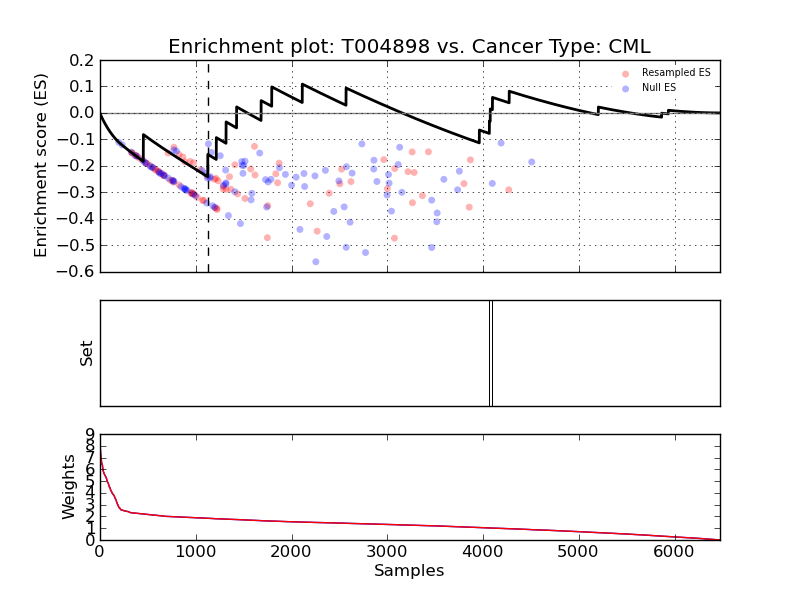 Enrichment plot: T004898 vs. Cancer Type: CML
Enrichment score (ES)
0.2
0.1
0.0
−0.1
−0.2
−0.3
−0.4
−0.5
−0.6
Resampled ES
Null ES
Set
Weights
9
8
7
6
5
4
3
2
1
0
0 1000 2000 3000 4000 5000 6000
Samples